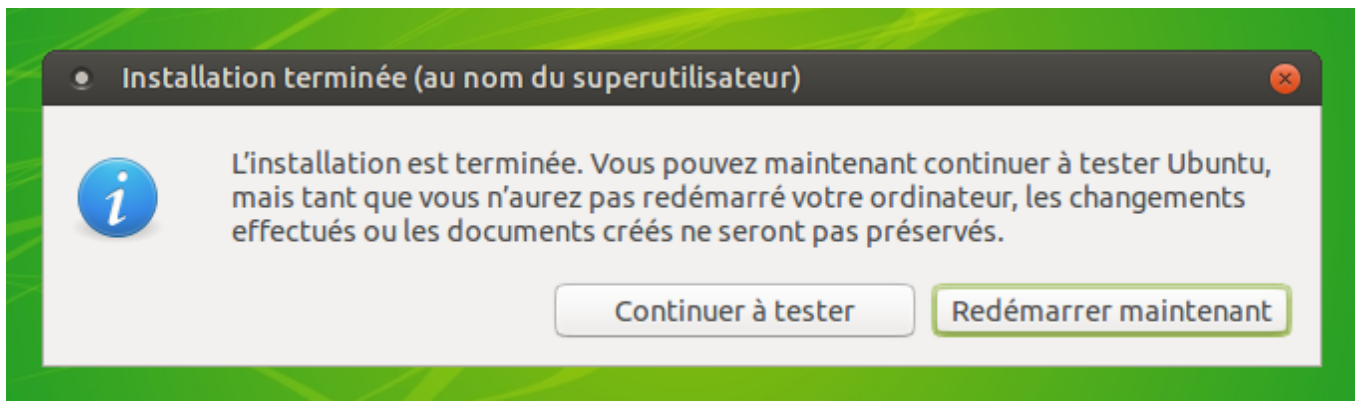 Installation terminée (au nom du superutilisateur)
L’installation est terminée. Vous pouvez maintenant continuer à tester Ubuntu,
mais tant que vous n’aurez pas redémarré votre ordinateur, les changements
effectués ou les documents créés ne seront pas préservés.
Continuer à tester
Redémarrer maintenant